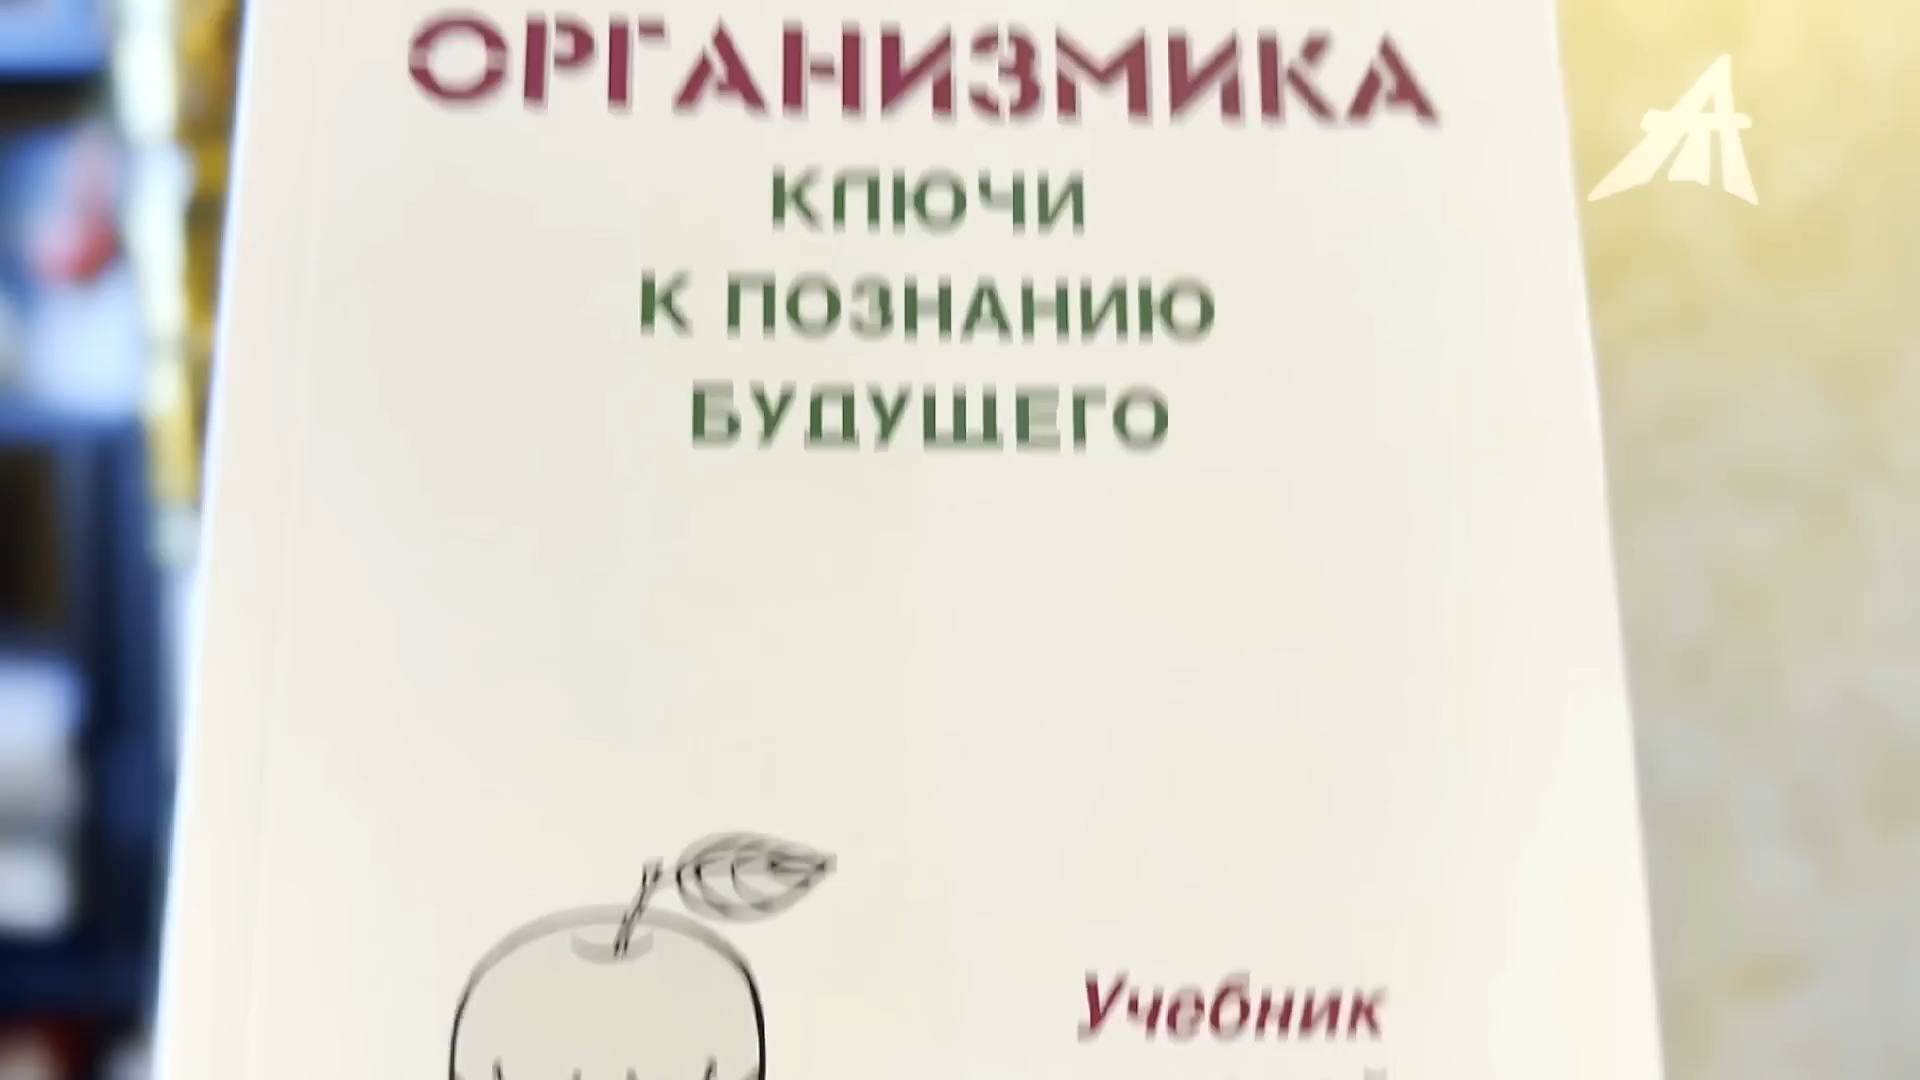 ОРГАНИЗМИКА
КЛЮЧИ
К ПОЗНАНИЮ
БУДУЩЕГО
Учебник